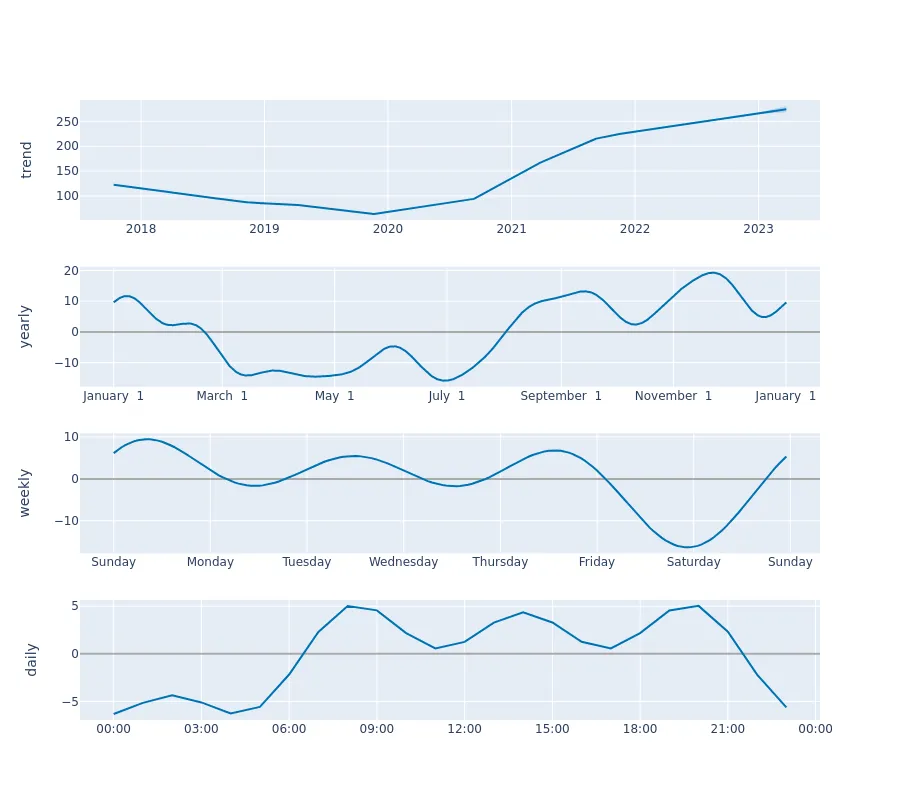 trend
250
200
150
100
2018 2019 2020 2021 2022 2023
yearly
20
10
0
−10
January 1 March 1 May 1 July 1 September 1 November 1 January 1
weekly
10
0
−10
Sunday Monday Tuesday Wednesday Thursday Friday Saturday Sunday
daily
5
0
−5
00:00 03:00 06:00 09:00 12:00 15:00 18:00 21:00 00:00